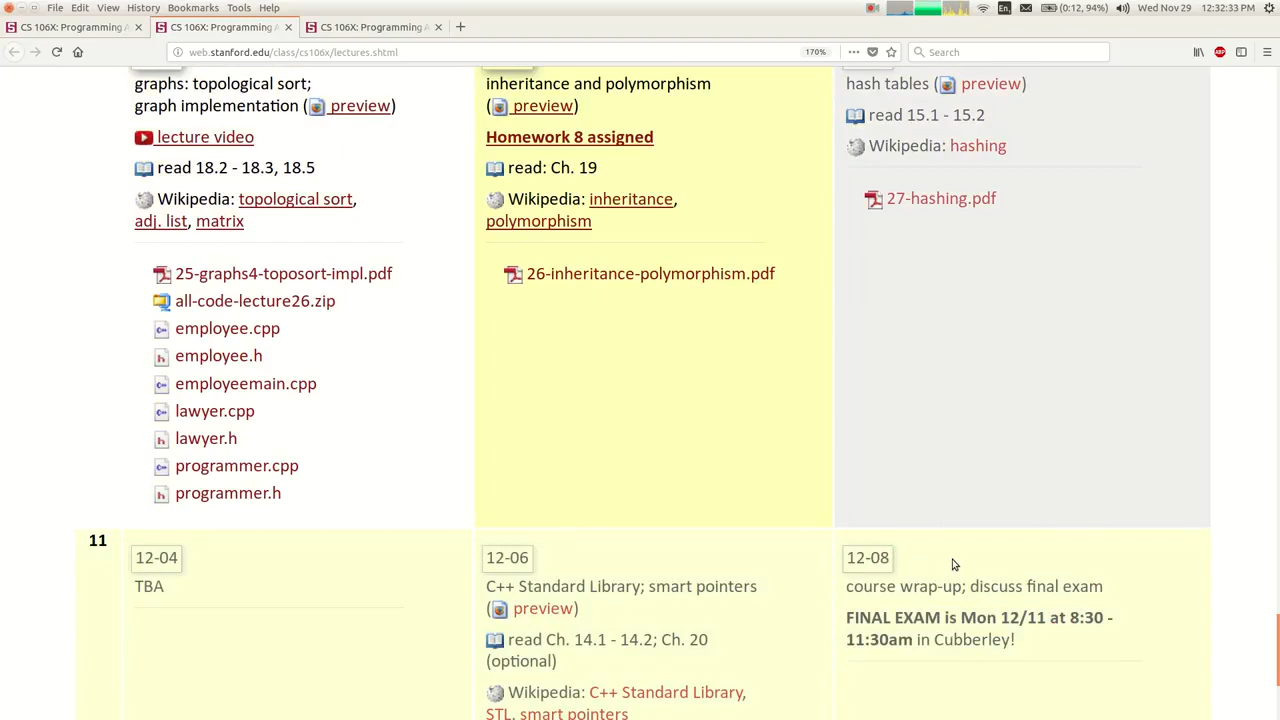 File Edit View History Bookmarks Tools Help
En (0:12, 94%) Wed Nov 29 12:32:33 PM
CS 106X: Programming A × CS 106X: Programming A × CS 106X: Programming A × +
web.stanford.edu/class/cs106x/lectures.shtml 170% Search ABP
graphs: topological sort;
graph implementation ( preview)
lecture video
read 18.2 - 18.3, 18.5
Wikipedia: topological sort,
adj. list, matrix
25-graphs4-toposort-impl.pdf
all-code-lecture26.zip
employee.cpp
employee.h
employeemain.cpp
lawyer.cpp
lawyer.h
programmer.cpp
programmer.h
inheritance and polymorphism
( preview)
Homework 8 assigned
read: Ch. 19
Wikipedia: inheritance,
polymorphism
26-inheritance-polymorphism.pdf
hash tables ( preview)
read 15.1 - 15.2
Wikipedia: hashing
27-hashing.pdf
11
12-04
TBA
12-06
C++ Standard Library; smart pointers
( preview)
read Ch. 14.1 - 14.2; Ch. 20
(optional)
Wikipedia: C++ Standard Library,
STL, smart pointers
12-08
course wrap-up; discuss final exam
FINAL EXAM is Mon 12/11 at 8:30 -
11:30am in Cubberley!